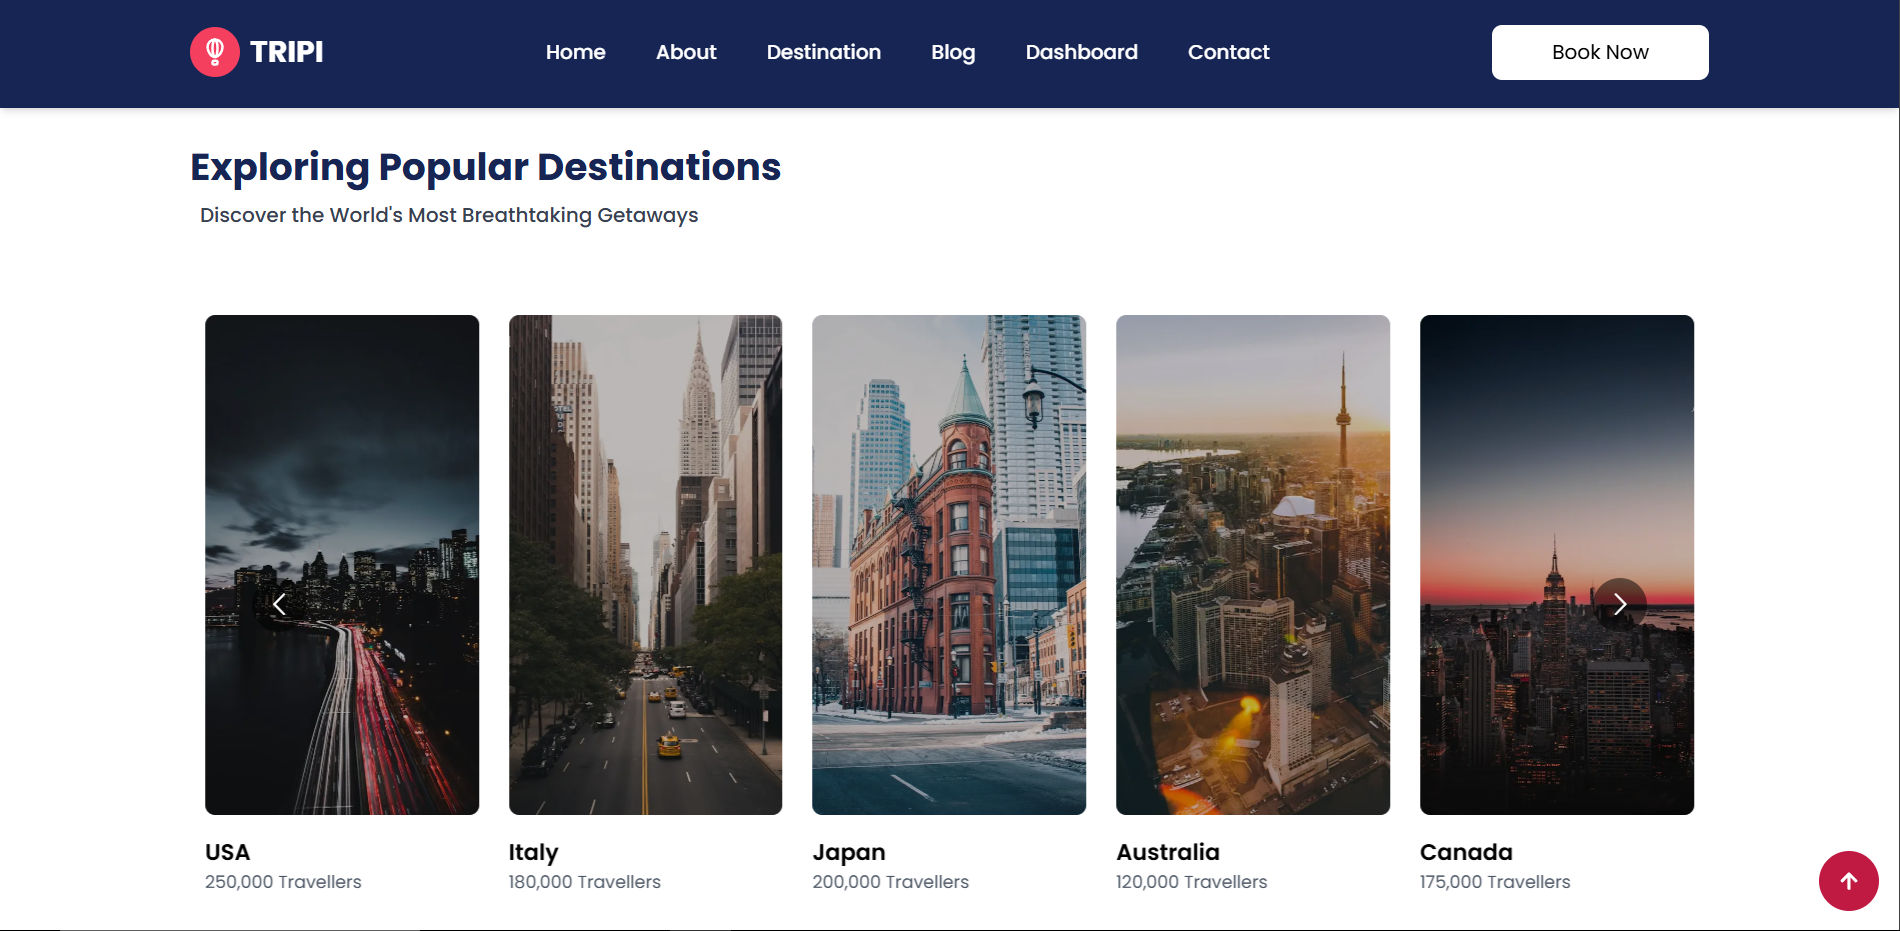 TRIPI
Home About Destination Blog Dashboard Contact
Book Now
Exploring Popular Destinations
Discover the World's Most Breathtaking Getaways
USA
250,000 Travellers
Italy
180,000 Travellers
Japan
200,000 Travellers
Australia
120,000 Travellers
Canada
175,000 Travellers